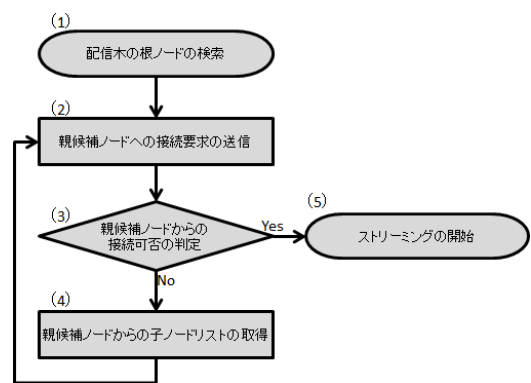 (1)
配信木の根ノードの検索
(2)
親候補ノードへの接続要求の送信
(3)
親候補ノードからの
接続可否の判定
Yes
(5)
ストリーミングの開始
No
(4)
親候補ノードからの子ノードリストの取得